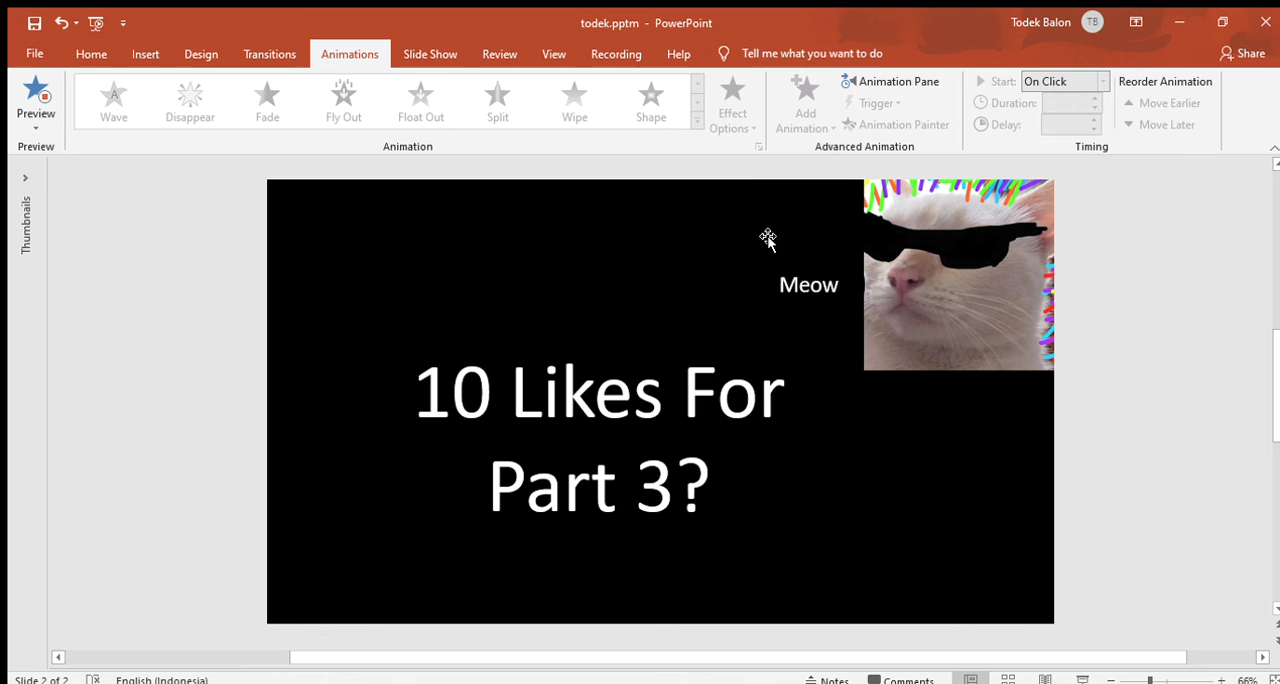 todek.pptm - PowerPoint
Todek Balon
TB
File
Home
Insert
Design
Transitions
Animations
Slide Show
Review
View
Recording
Help
Tell me what you want to do
Share
Preview
Wave
Disappear
Fade
Fly Out
Float Out
Split
Wipe
Shape
Effect
Options
Add
Animation
Animation Pane
Trigger
Animation Painter
Start:
On Click
Duration:
Delay:
Reorder Animation
Move Earlier
Move Later
Preview
Animation
Advanced Animation
Timing
Thumbnails
Meow
10 Likes For
Part 3?
Slide 2 of 2
English (Indonesia)
Notes
Comments
66%